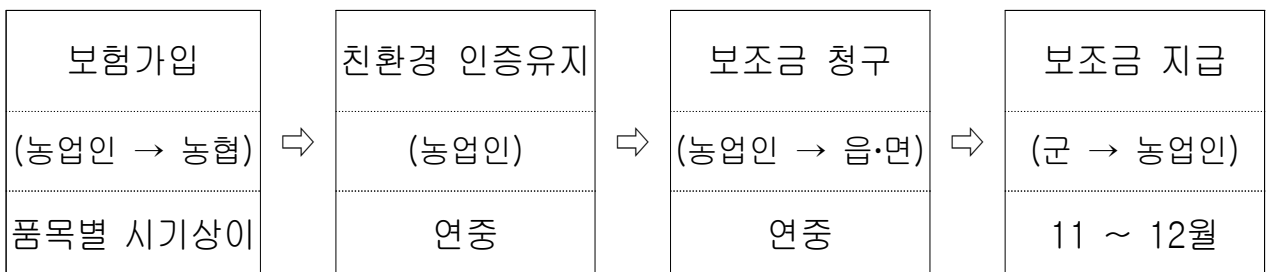 보험가입
(농업인 → 농협)
품목별 시기상이
⇨
친환경 인증유지
(농업인)
연중
⇨
보조금 청구
(농업인 → 읍·면)
연중
⇨
보조금 지급
(군 → 농업인)
11 ~ 12월